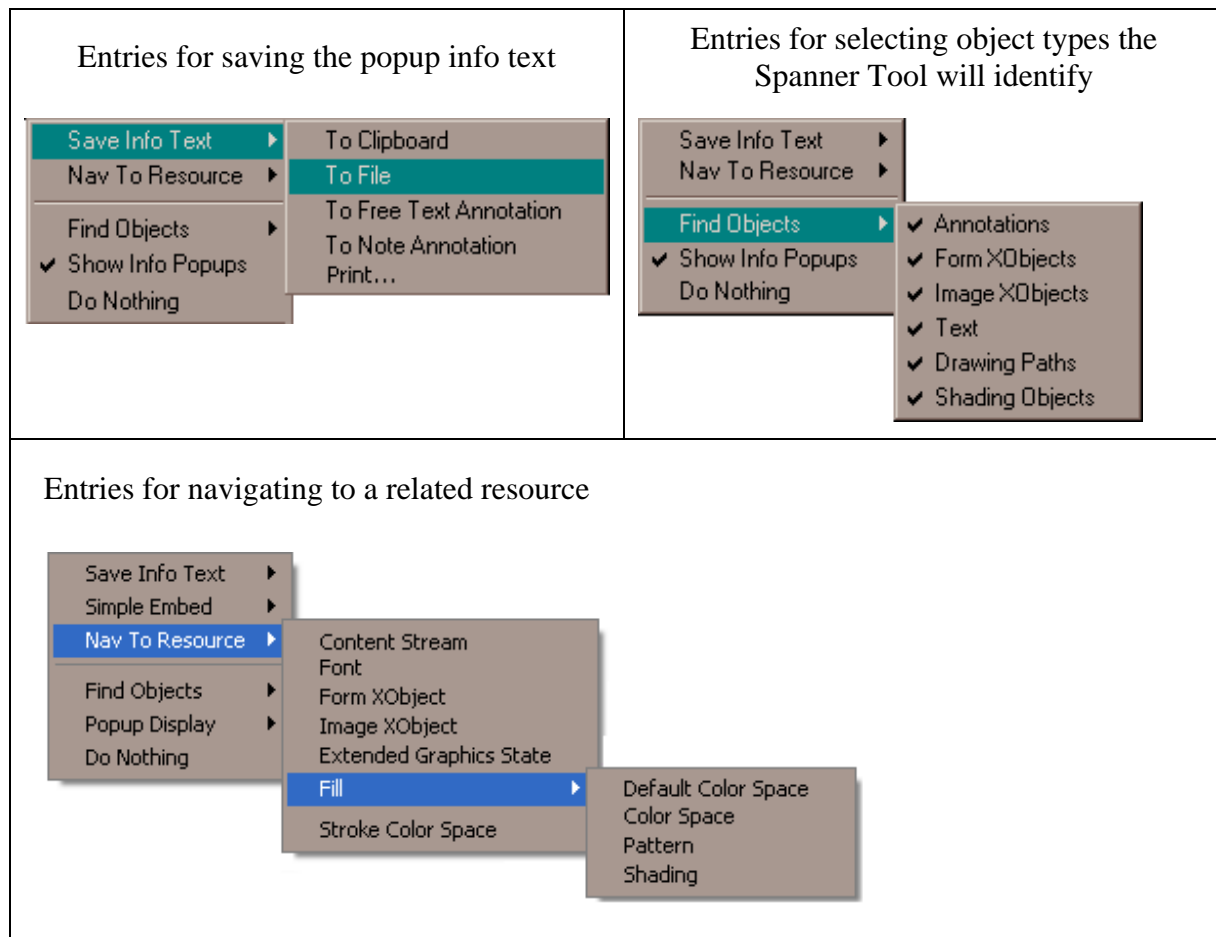 Entries for saving the popup info text
Save Info Text
Nav To Resource
Find Objects
Show Info Popups
Do Nothing
To Clipboard
To File
To Free Text Annotation
To Note Annotation
Print...
Entries for selecting object types the
Spanner Tool will identify
Save Info Text
Nav To Resource
Find Objects
Show Info Popups
Do Nothing
Annotations
Form XObjects
Image XObjects
Text
Drawing Paths
Shading Objects
Entries for navigating to a related resource
Save Info Text
Simple Embed
Nav To Resource
Find Objects
Popup Display
Do Nothing
Content Stream
Font
Form XObject
Image XObject
Extended Graphics State
Fill
Stroke Color Space
Default Color Space
Color Space
Pattern
Shading